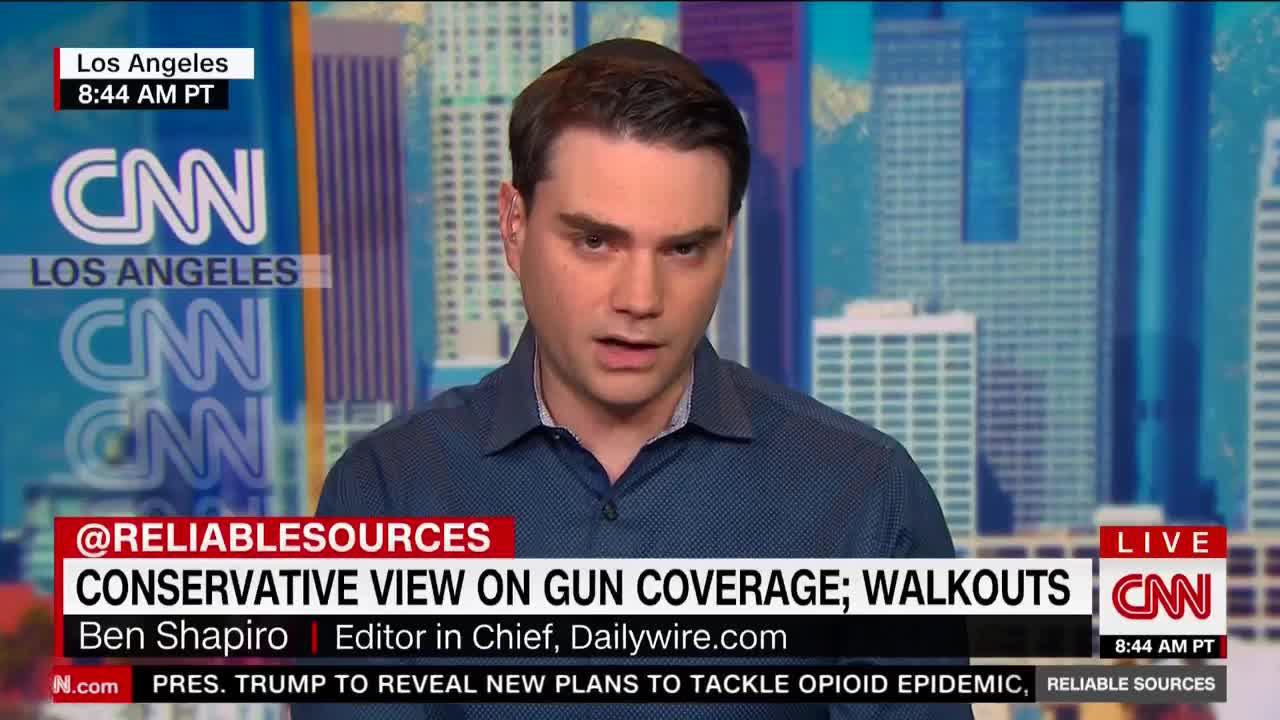 Los Angeles
8:44 AM PT
CNN
LOS ANGELES
CNN
CNN
@RELIABLESOURCES
CONSERVATIVE VIEW ON GUN COVERAGE; WALKOUTS
Ben Shapiro | Editor in Chief, Dailywire.com
LIVE
CNN
8:44 AM PT
N.com
PRES. TRUMP TO REVEAL NEW PLANS TO TACKLE OPIOID EPIDEMIC,
RELIABLE SOURCES